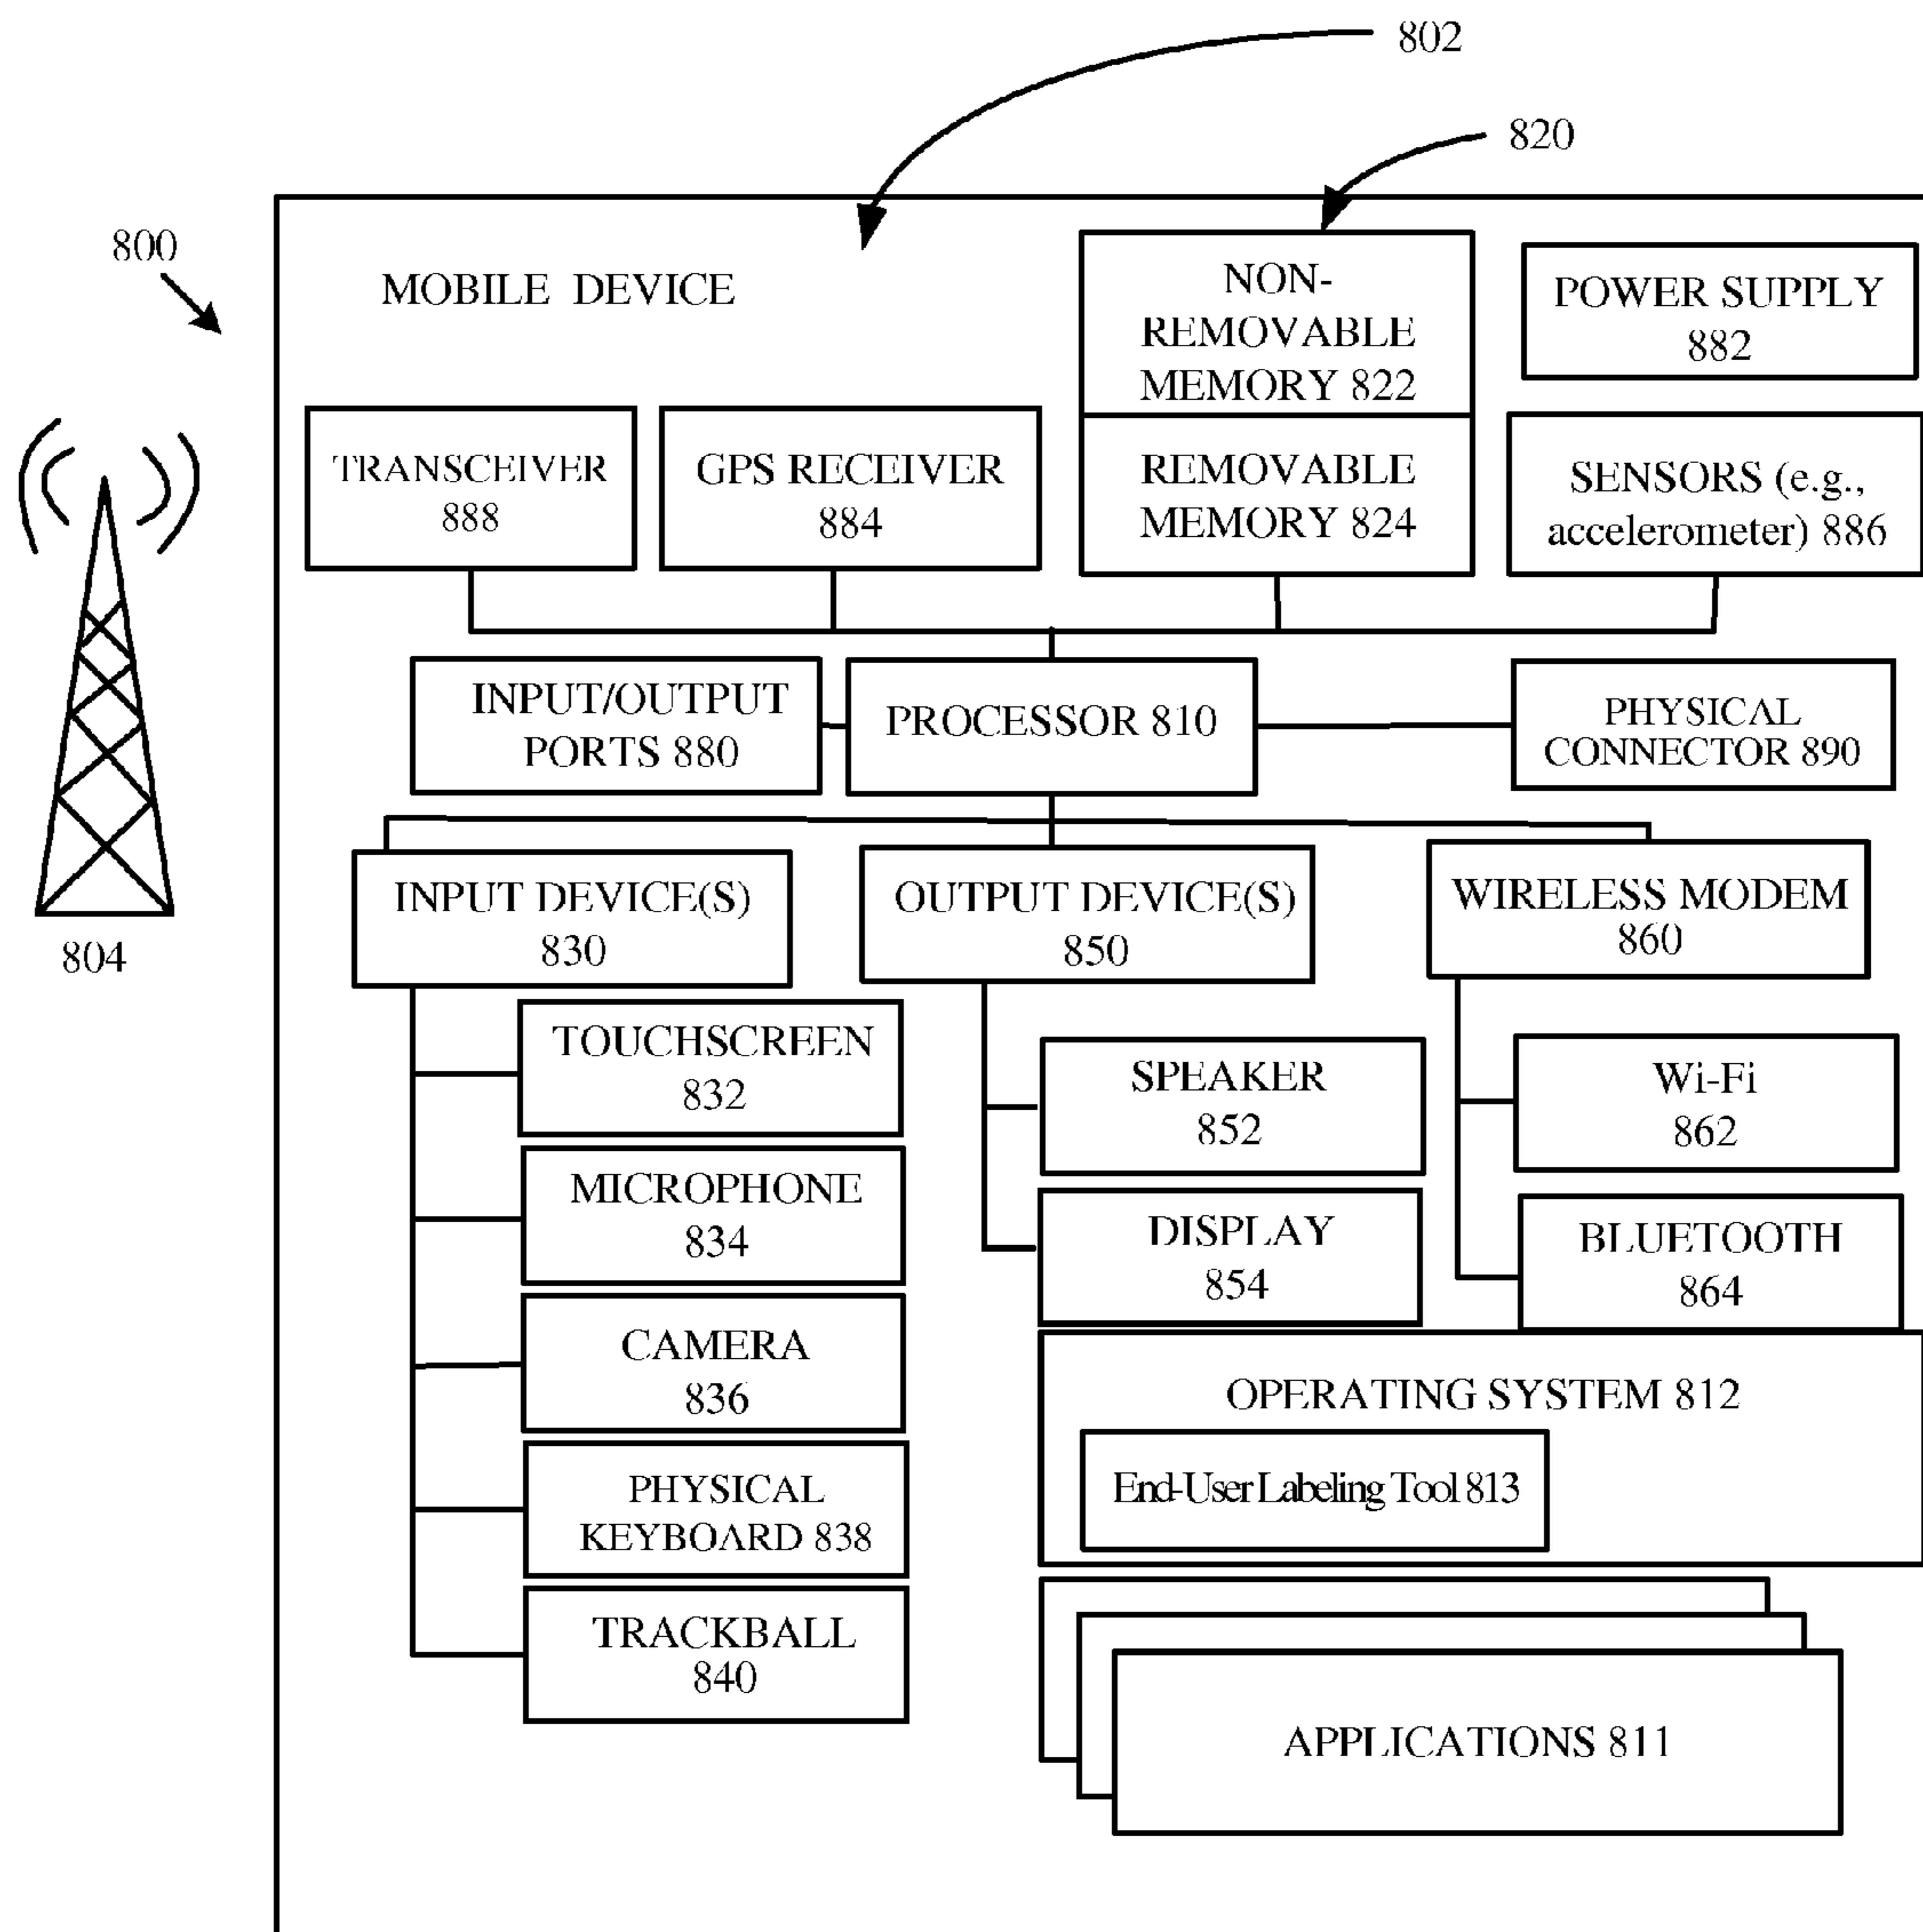 802
820
800
MOBILE DEVICE
NON-
REMOVABLE
MEMORY 822
POWER SUPPLY
882
TRANSCEIVER
888
GPS RECEIVER
884
REMOVABLE
MEMORY 824
SENSORS (e.g.,
accelerometer) 886
INPUT/OUTPUT
PORTS 880
PROCESSOR 810
PHYSICAL
CONNECTOR 890
804
INPUT DEVICE(S)
830
OUTPUT DEVICE(S)
850
WIRELESS MODEM
860
TOUCHSCREEN
832
MICROPHONE
834
CAMERA
836
PHYSICAL
KEYBOARD 838
TRACKBALL
840
SPEAKER
852
DISPLAY
854
Wi-Fi
862
BLUETOOTH
864
OPERATING SYSTEM 812
End-User Labeling Tool 813
APPLICATIONS 811